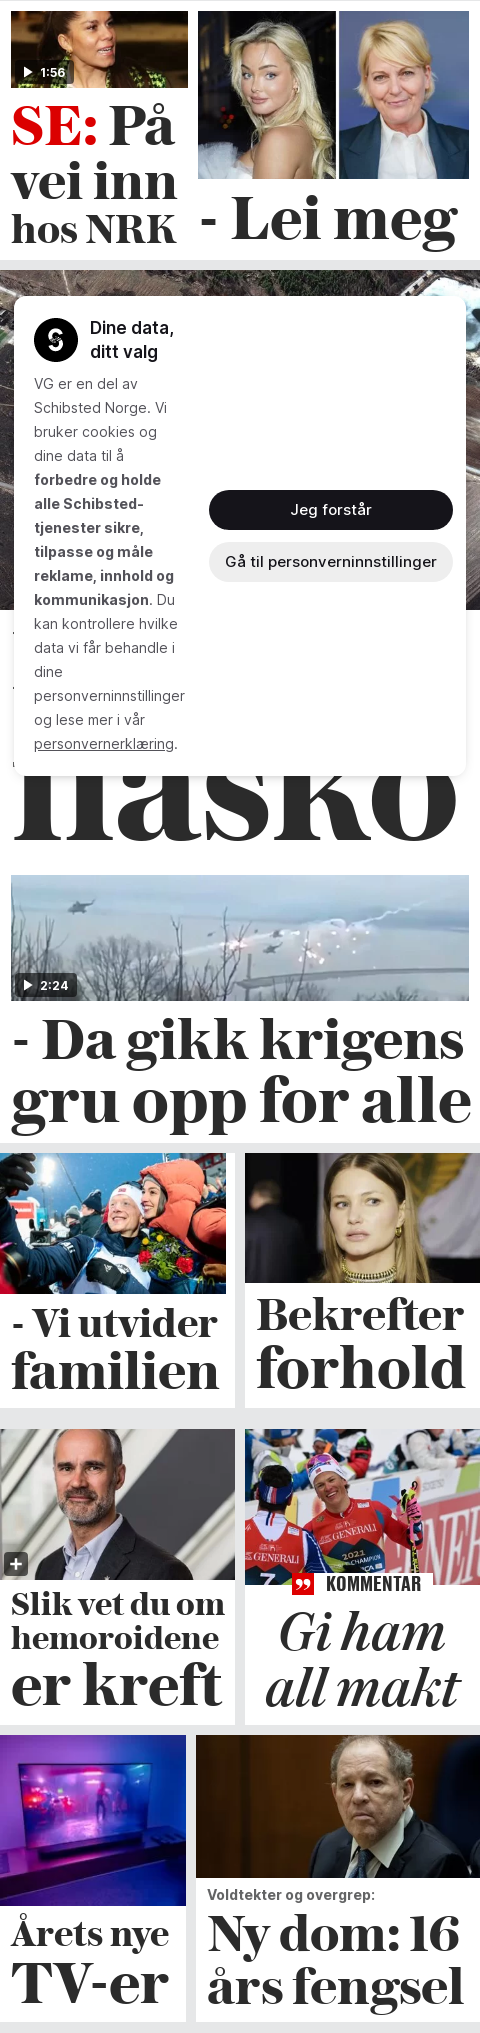 1:56
SE: På
vei inn
hos NRK
- Lei meg
Dine data,
ditt valg
VG er en del av
Schibsted Norge. Vi
bruker cookies og
dine data til å
forbedre og holde
alle Schibsted-
tjenester sikre,
tilpasse og måle
reklame, innhold og
kommunikasjon. Du
kan kontrollere hvilke
data vi får behandle i
dine
personverninnstillinger
og lese mer i vår
personvernerklæring.
Jeg forstår
Gå til personverninnstillinger
2:24
- Da gikk krigens
gru opp for alle
- Vi utvider
familien
Bekrefter
forhold
Slik vet du om
hemoroidene
er kreft
GENERALI
GENERALI
2021
CHAMPION
7
KOMMENTAR
Gi ham
all makt
Årets nye
TV-er
Voldtekter og overgrep:
Ny dom: 16
års fengsel